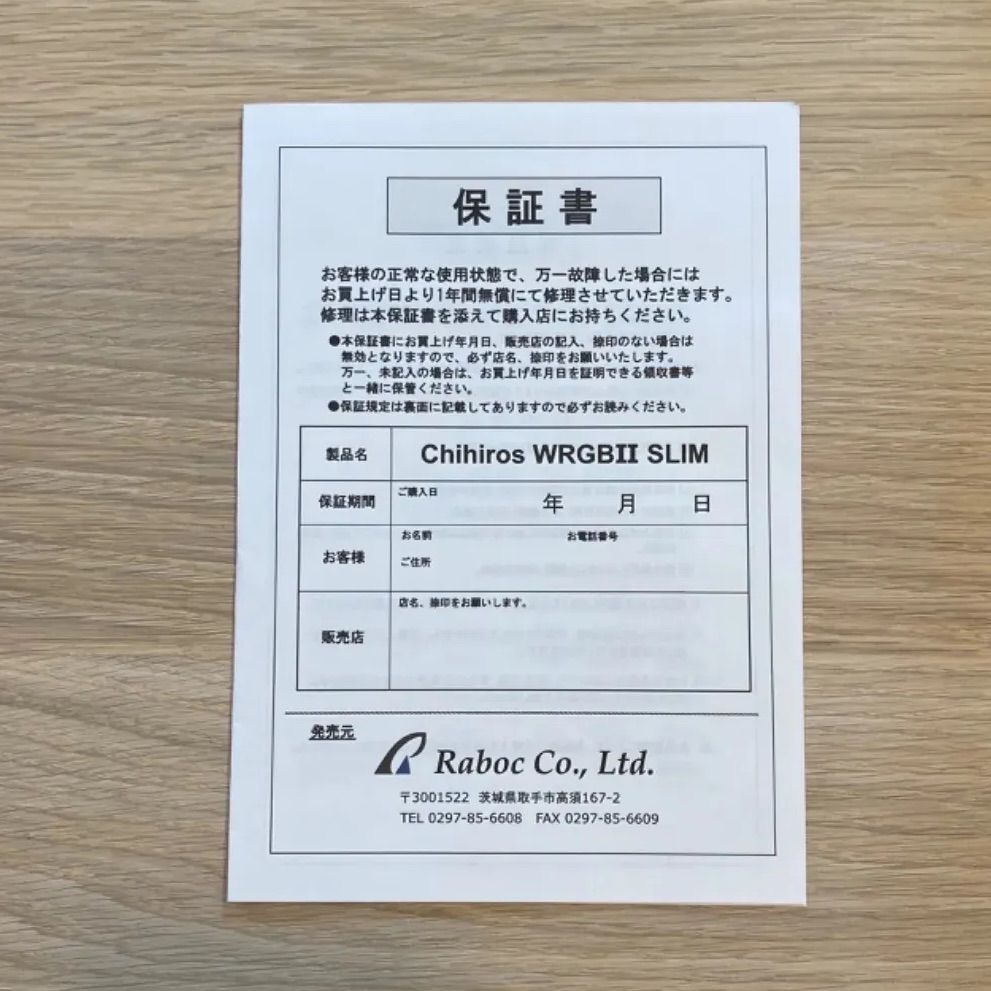 保証書
お客様の正常な使用状態で、万一故障した場合には
お買上げ日より1年間無償にて修理させていただきます。
修理は本保証書を添えて購入店にお持ちください。
●本保証書にお買上げ年月日、販売店の記入、捺印のない場合は
無効となりますので、必ず店名、捺印をお願いいたします。
万一、未記入の場合は、お買上げ年月日を証明できる領収書等
と一緒に保管ください。
●保証規定は裏面に記載してありますので必ずお読みください。
製品名 Chihiros WRGBⅡ SLIM
保証期間 ご購入日 年 月 日
お客様 お名前 お電話番号
ご住所
販売店 店名、捺印をお願いします。
発売元
Raboc Co., Ltd.
〒3001522 茨城県取手市高須167-2
TEL 0297-85-6608 FAX 0297-85-6609